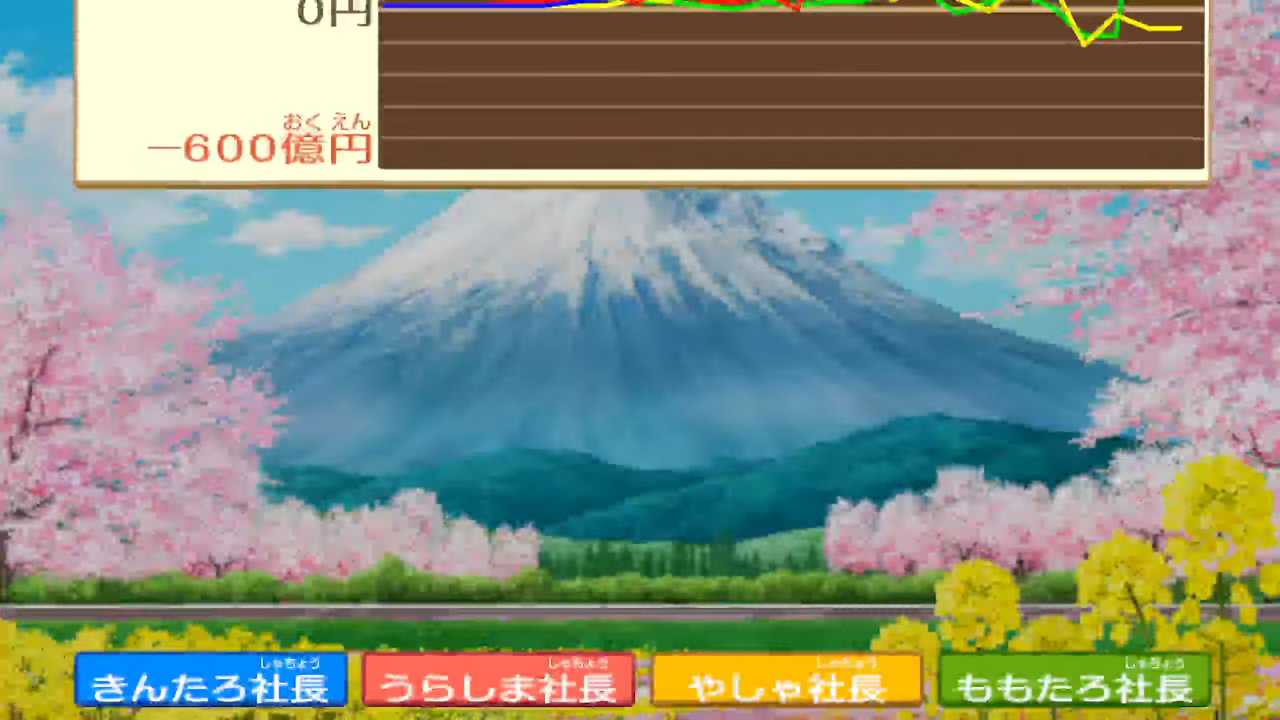 0円
おく えん
－600億円
しゃちょう しゃちょう しゃちょう しゃちょう
きんたろ社長 うらしま社長 やしゃ社長 ももたろ社長